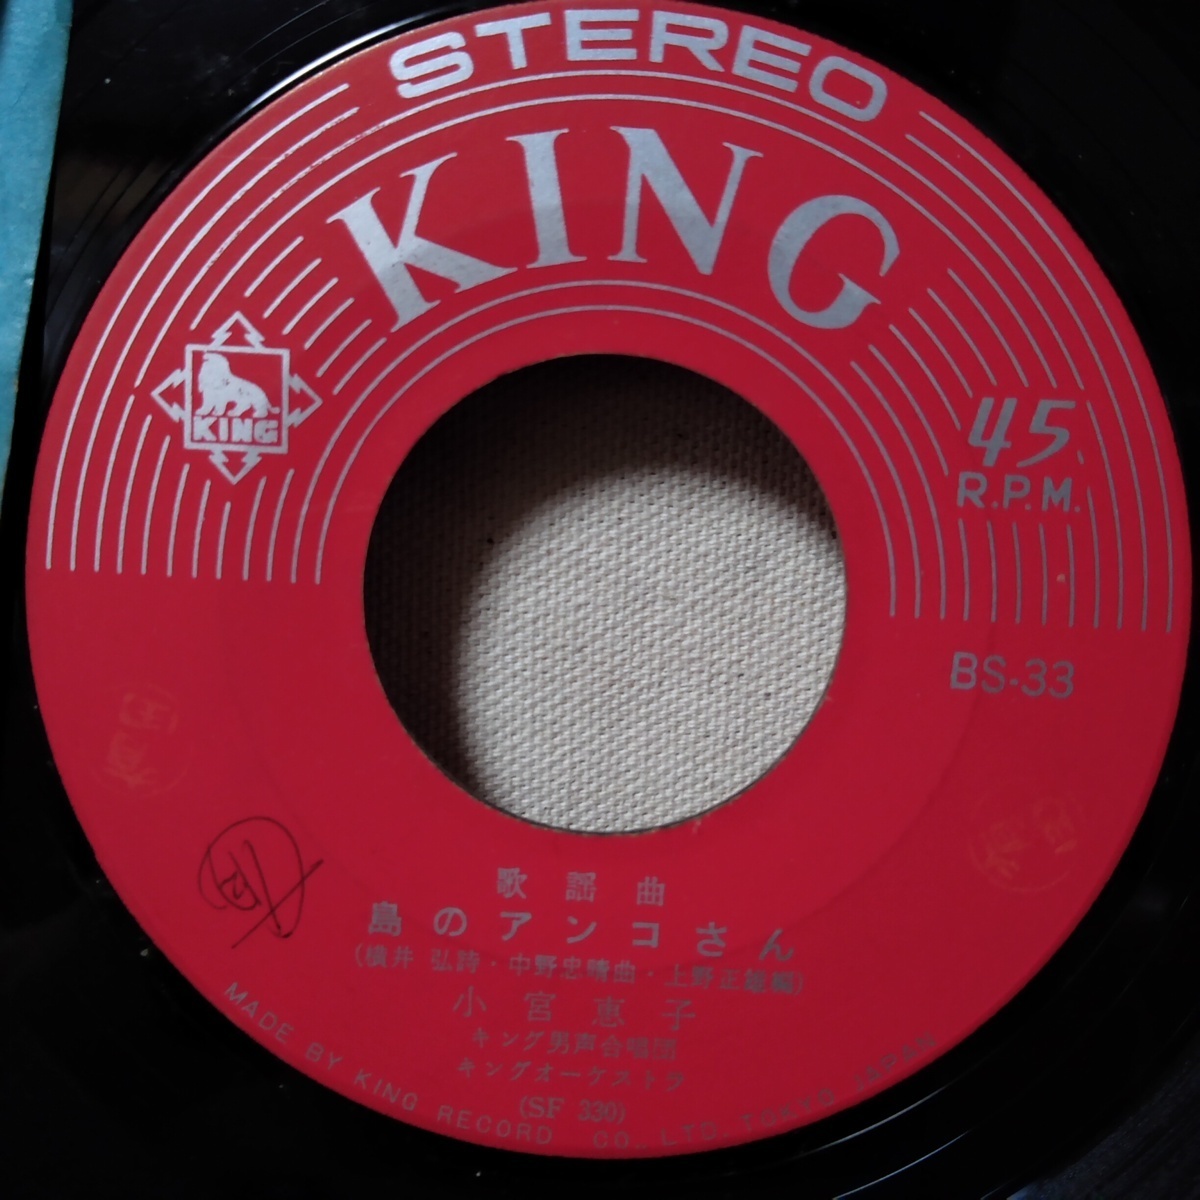 STEREO
KING
KING
45
R.P.M.
BS-33
歌謡曲
島のアンコさん
(横井 弘詩・中野忠晴曲・上野正雄編)
小宮恵子
キング男声合唱団
キングオーケストラ
(SF 330)
MADE BY KING RECORD CO., LTD. TOKYO JAPAN